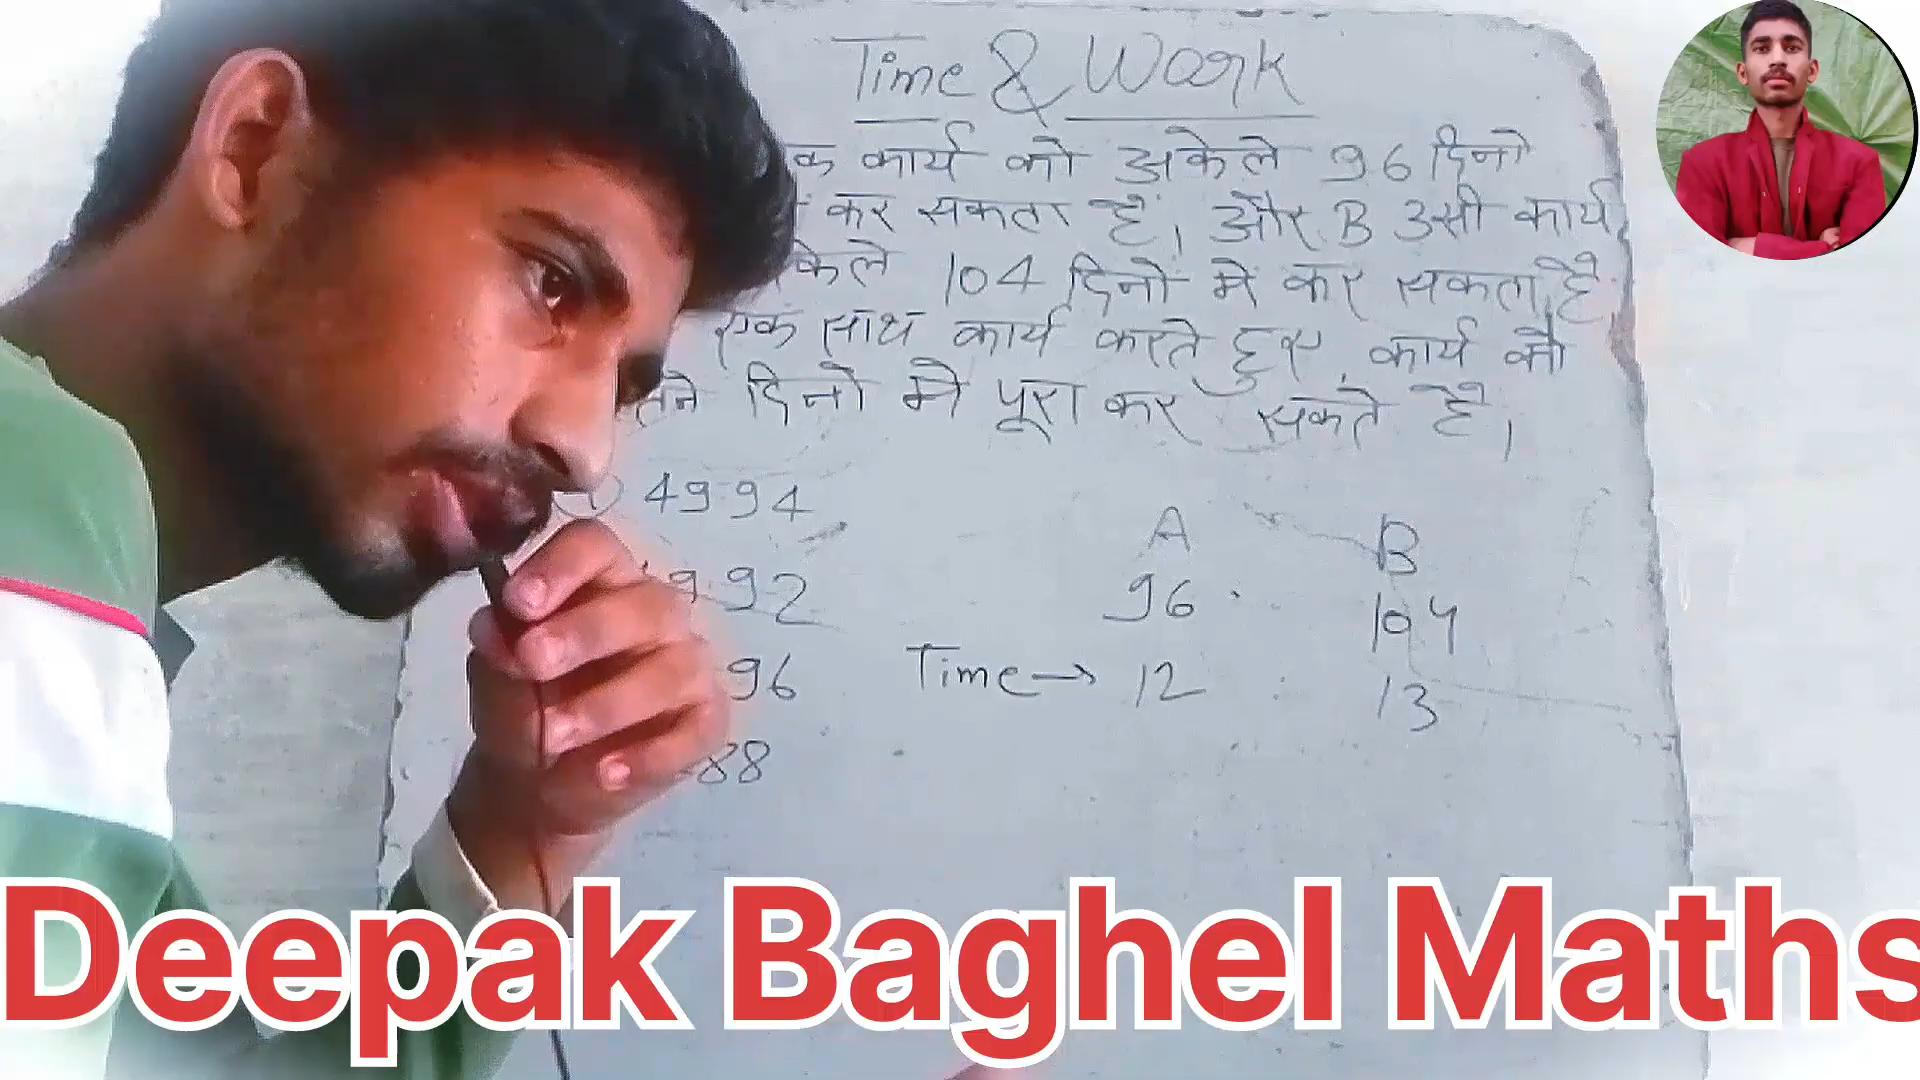 Time & Work
क कार्य को अकेले 96 दिनो
कर सकता है, और B उसी कार्य
केले 104 दिनों मे कर सकता है
एक साथ कार्य करते हुए कार्य को
तने दिनो मे पूरा कर सकते है,
4994
992
96
88
A B
96 104
Time → 12 : 13
Deepak Baghel Maths